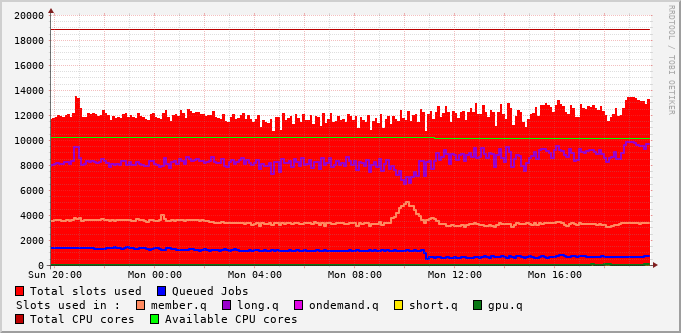 RRDTOOL / TOBI OETIKER
20000
18000
16000
14000
12000
10000
8000
6000
4000
2000
0
Sun 20:00 Mon 00:00 Mon 04:00 Mon 08:00 Mon 12:00 Mon 16:00
Total slots used Queued Jobs
Slots used in : member.q long.q ondemand.q short.q gpu.q
Total CPU cores Available CPU cores